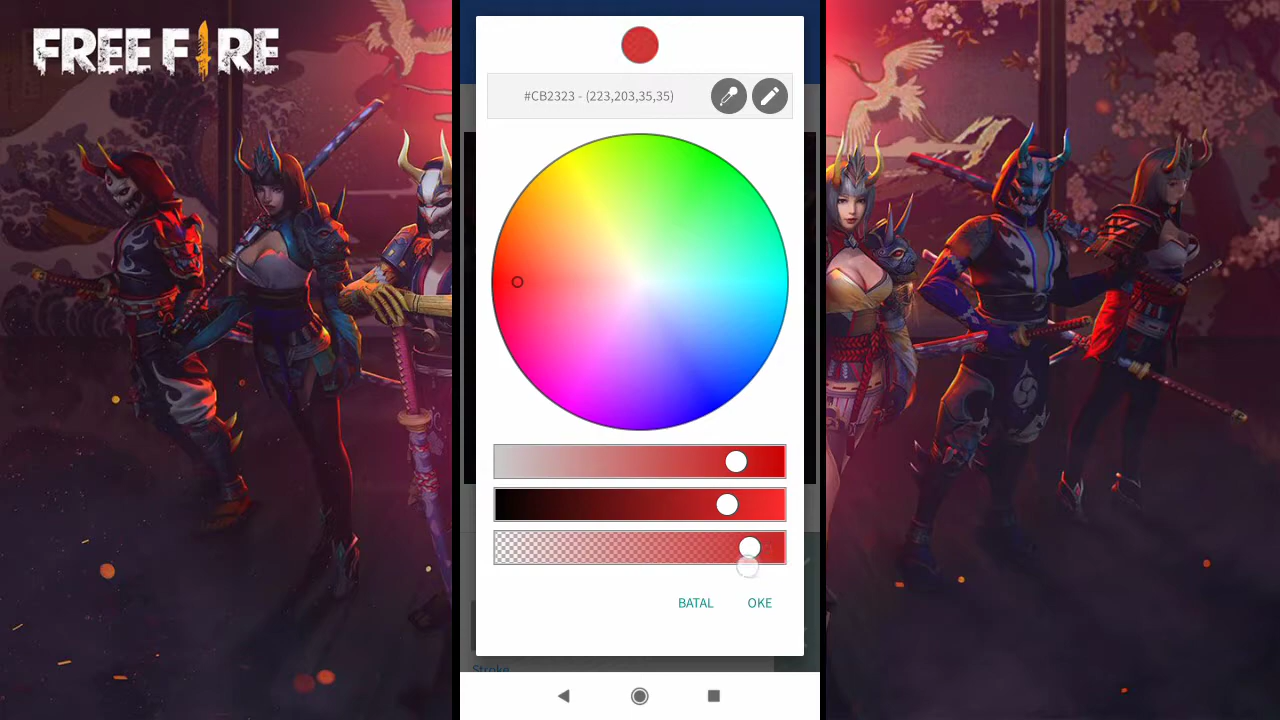 FREE FIRE
#CB2323 - (223,203,35,35)
BATAL
OKE
Stroke